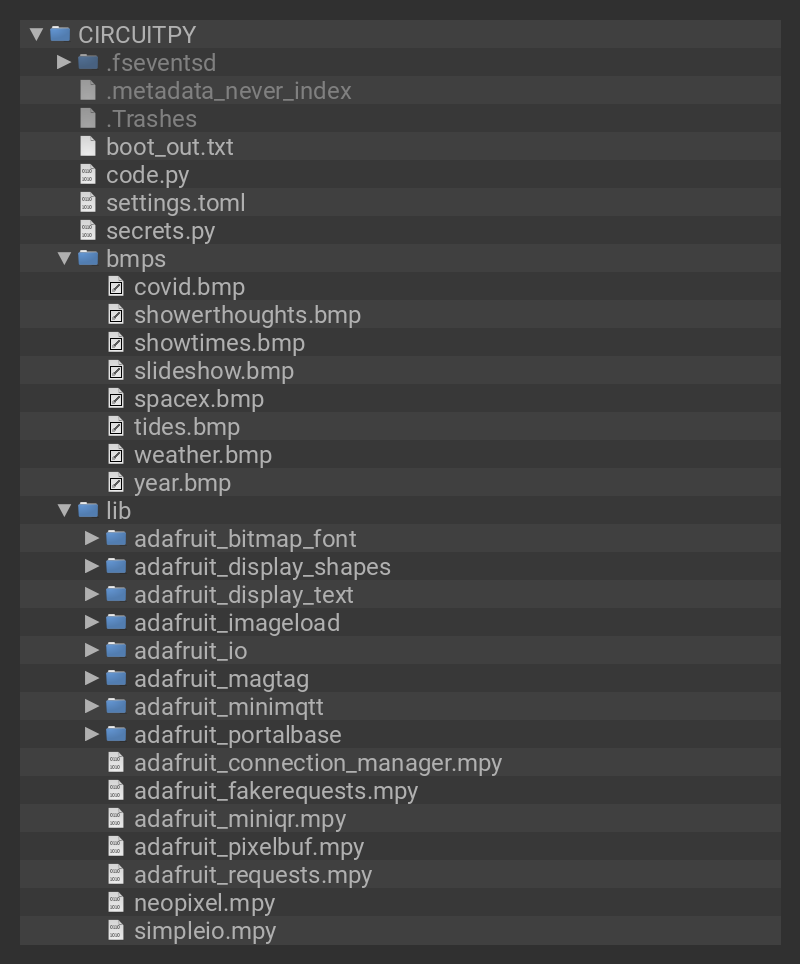 CIRCUITPY
.fseventsd
.metadata_never_index
.Trashes
boot_out.txt
code.py
settings.toml
secrets.py
bmps
covid.bmp
showerthoughts.bmp
showtimes.bmp
slideshow.bmp
spacex.bmp
tides.bmp
weather.bmp
year.bmp
lib
adafruit_bitmap_font
adafruit_display_shapes
adafruit_display_text
adafruit_imageload
adafruit_io
adafruit_magtag
adafruit_minimqtt
adafruit_portalbase
adafruit_connection_manager.mpy
adafruit_fakerequests.mpy
adafruit_miniqr.mpy
adafruit_pixelbuf.mpy
adafruit_requests.mpy
neopixel.mpy
simpleio.mpy